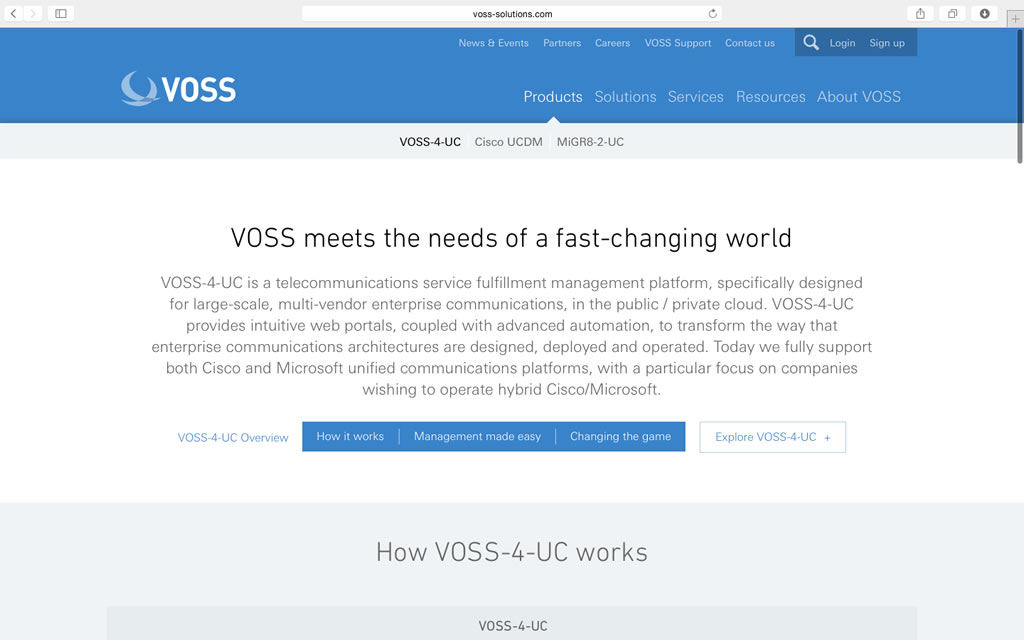 voss-solutions.com
News & Events Partners Careers VOSS Support Contact us Login Sign up
VOSS
Products Solutions Services Resources About VOSS
VOSS-4-UC Cisco UCDM MiGR8-2-UC
VOSS meets the needs of a fast-changing world
VOSS-4-UC is a telecommunications service fulfillment management platform, specifically designed
for large-scale, multi-vendor enterprise communications, in the public / private cloud. VOSS-4-UC
provides intuitive web portals, coupled with advanced automation, to transform the way that
enterprise communications architectures are designed, deployed and operated. Today we fully support
both Cisco and Microsoft unified communications platforms, with a particular focus on companies
wishing to operate hybrid Cisco/Microsoft.
VOSS-4-UC Overview How it works Management made easy Changing the game Explore VOSS-4-UC +
How VOSS-4-UC works
VOSS-4-UC